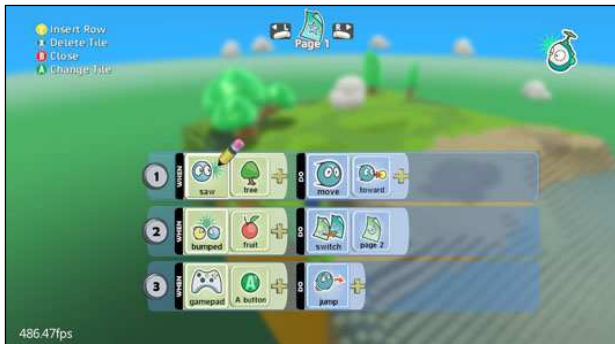 L Page 1 R
Y Insert Row
X Delete Tile
B Close
A Change Tile
1 WHEN saw tree DO move toward
2 WHEN bumped fruit DO switch page 2
3 WHEN gamepad A A button DO jump
486.47fps